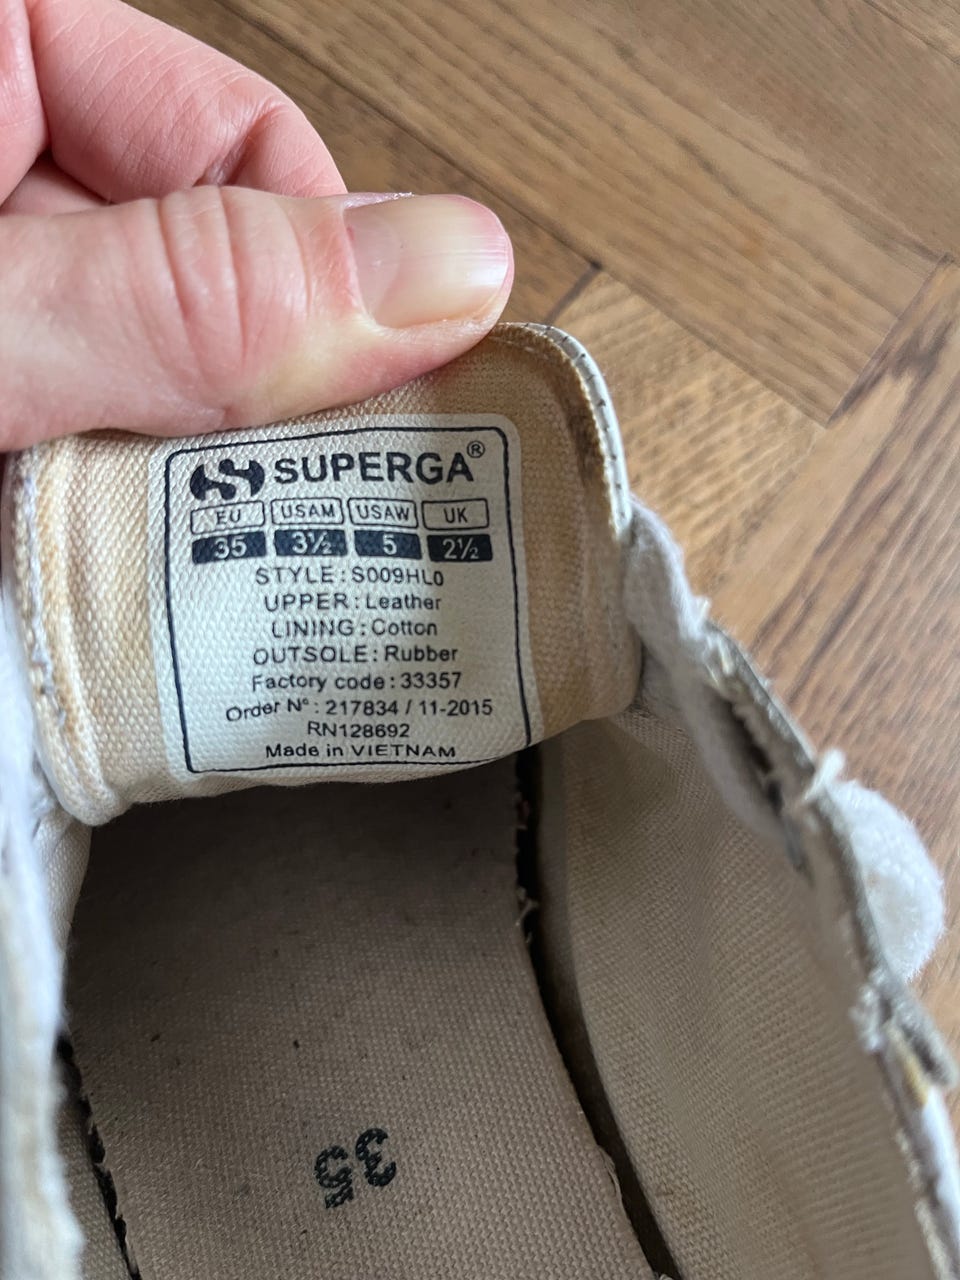 SUPERGA®
EU USAM USAW UK
35 3½ 5 2½
STYLE : S009HL0
UPPER : Leather
LINING : Cotton
OUTSOLE : Rubber
Factory code : 33357
Order N° : 217834 / 11-2015
RN128692
Made in VIETNAM
35